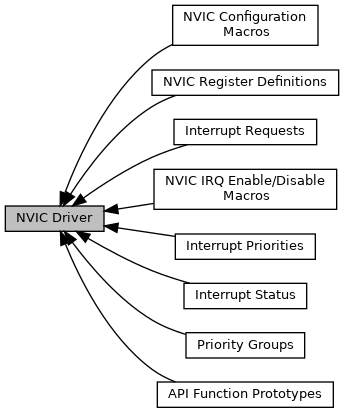 NVIC Configuration
Macros
NVIC Register Definitions
Interrupt Requests
NVIC IRQ Enable/Disable
Macros
NVIC Driver
Interrupt Priorities
Interrupt Status
Priority Groups
API Function Prototypes